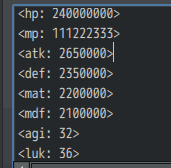 <hp: 240000000>
<mp: 111222333>
<atk: 2650000>
<def: 2350000>
<mat: 2200000>
<mdf: 2100000>
<agi: 32>
<luk: 36>